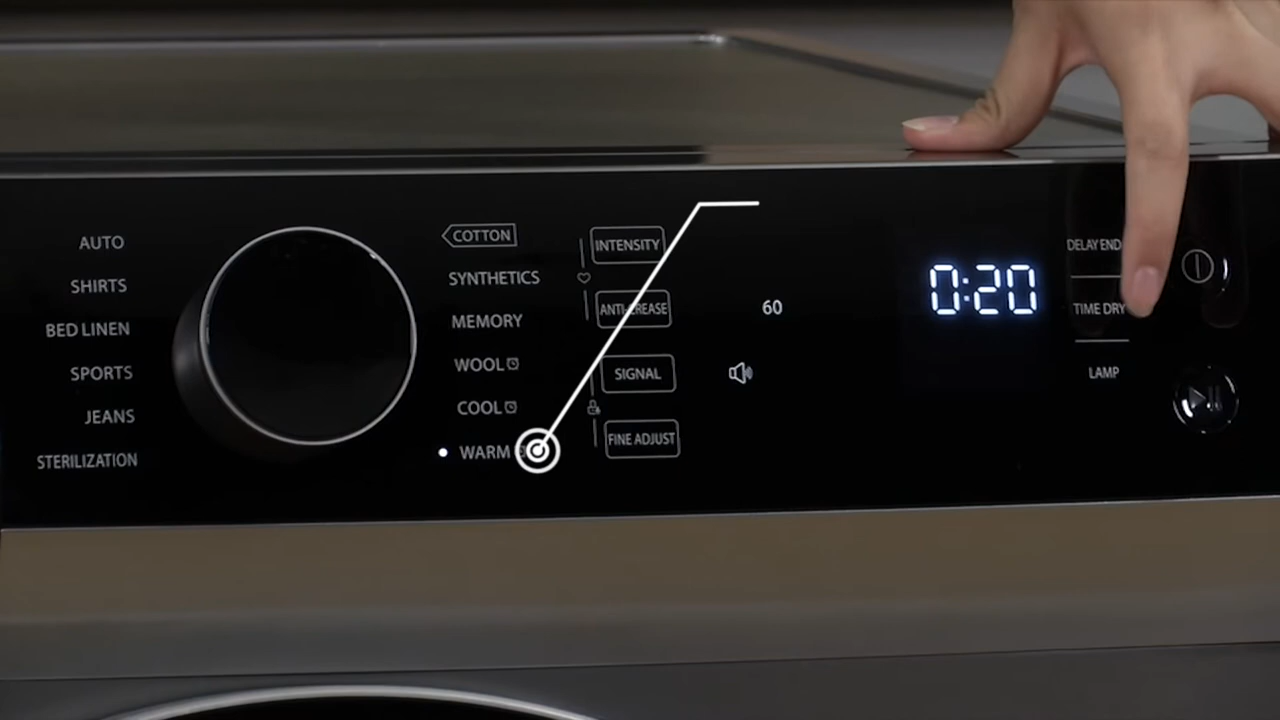 AUTO
SHIRTS
BED LINEN
SPORTS
JEANS
STERILIZATION
COTTON
SYNTHETICS
MEMORY
WOOL
COOL
WARM
INTENSITY
ANTI-CREASE
SIGNAL
FINE ADJUST
60
0:20
DELAY END
TIME DRY
LAMP